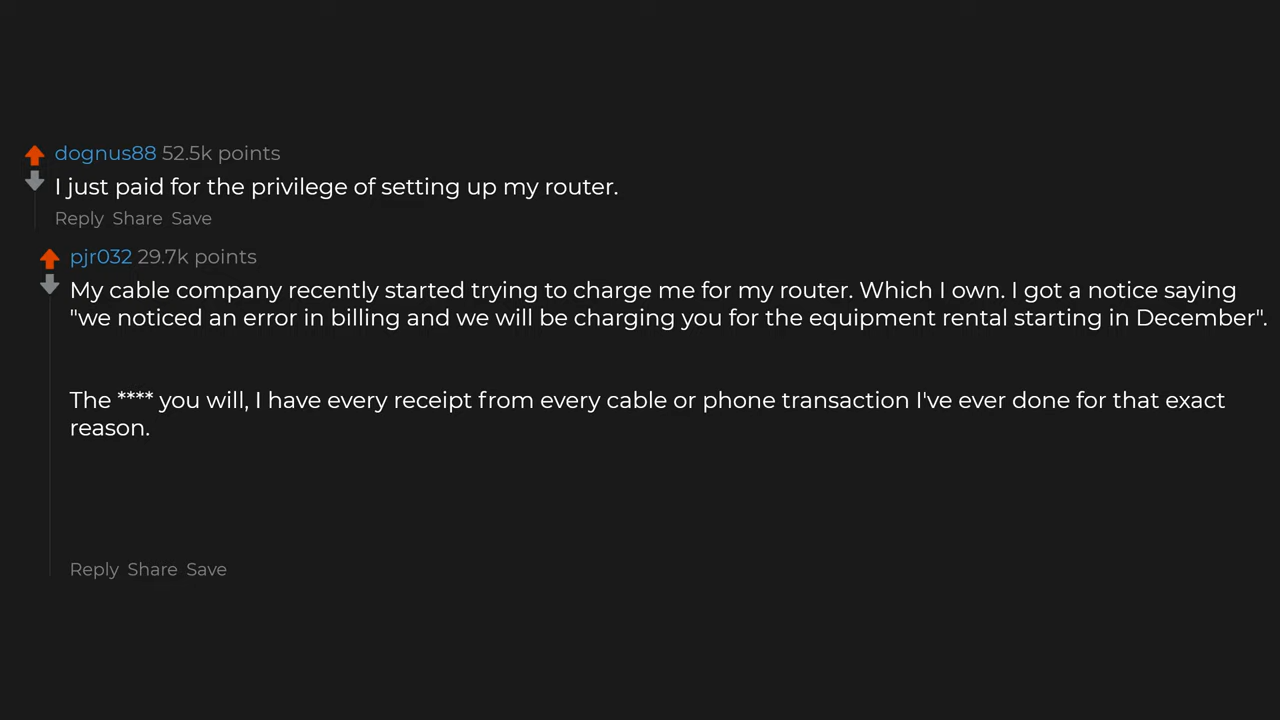 dognus88 52.5k points
I just paid for the privilege of setting up my router.
Reply Share Save
pjr032 29.7k points
My cable company recently started trying to charge me for my router. Which I own. I got a notice saying
"we noticed an error in billing and we will be charging you for the equipment rental starting in December".
The **** you will, I have every receipt from every cable or phone transaction I've ever done for that exact
reason.
Reply Share Save